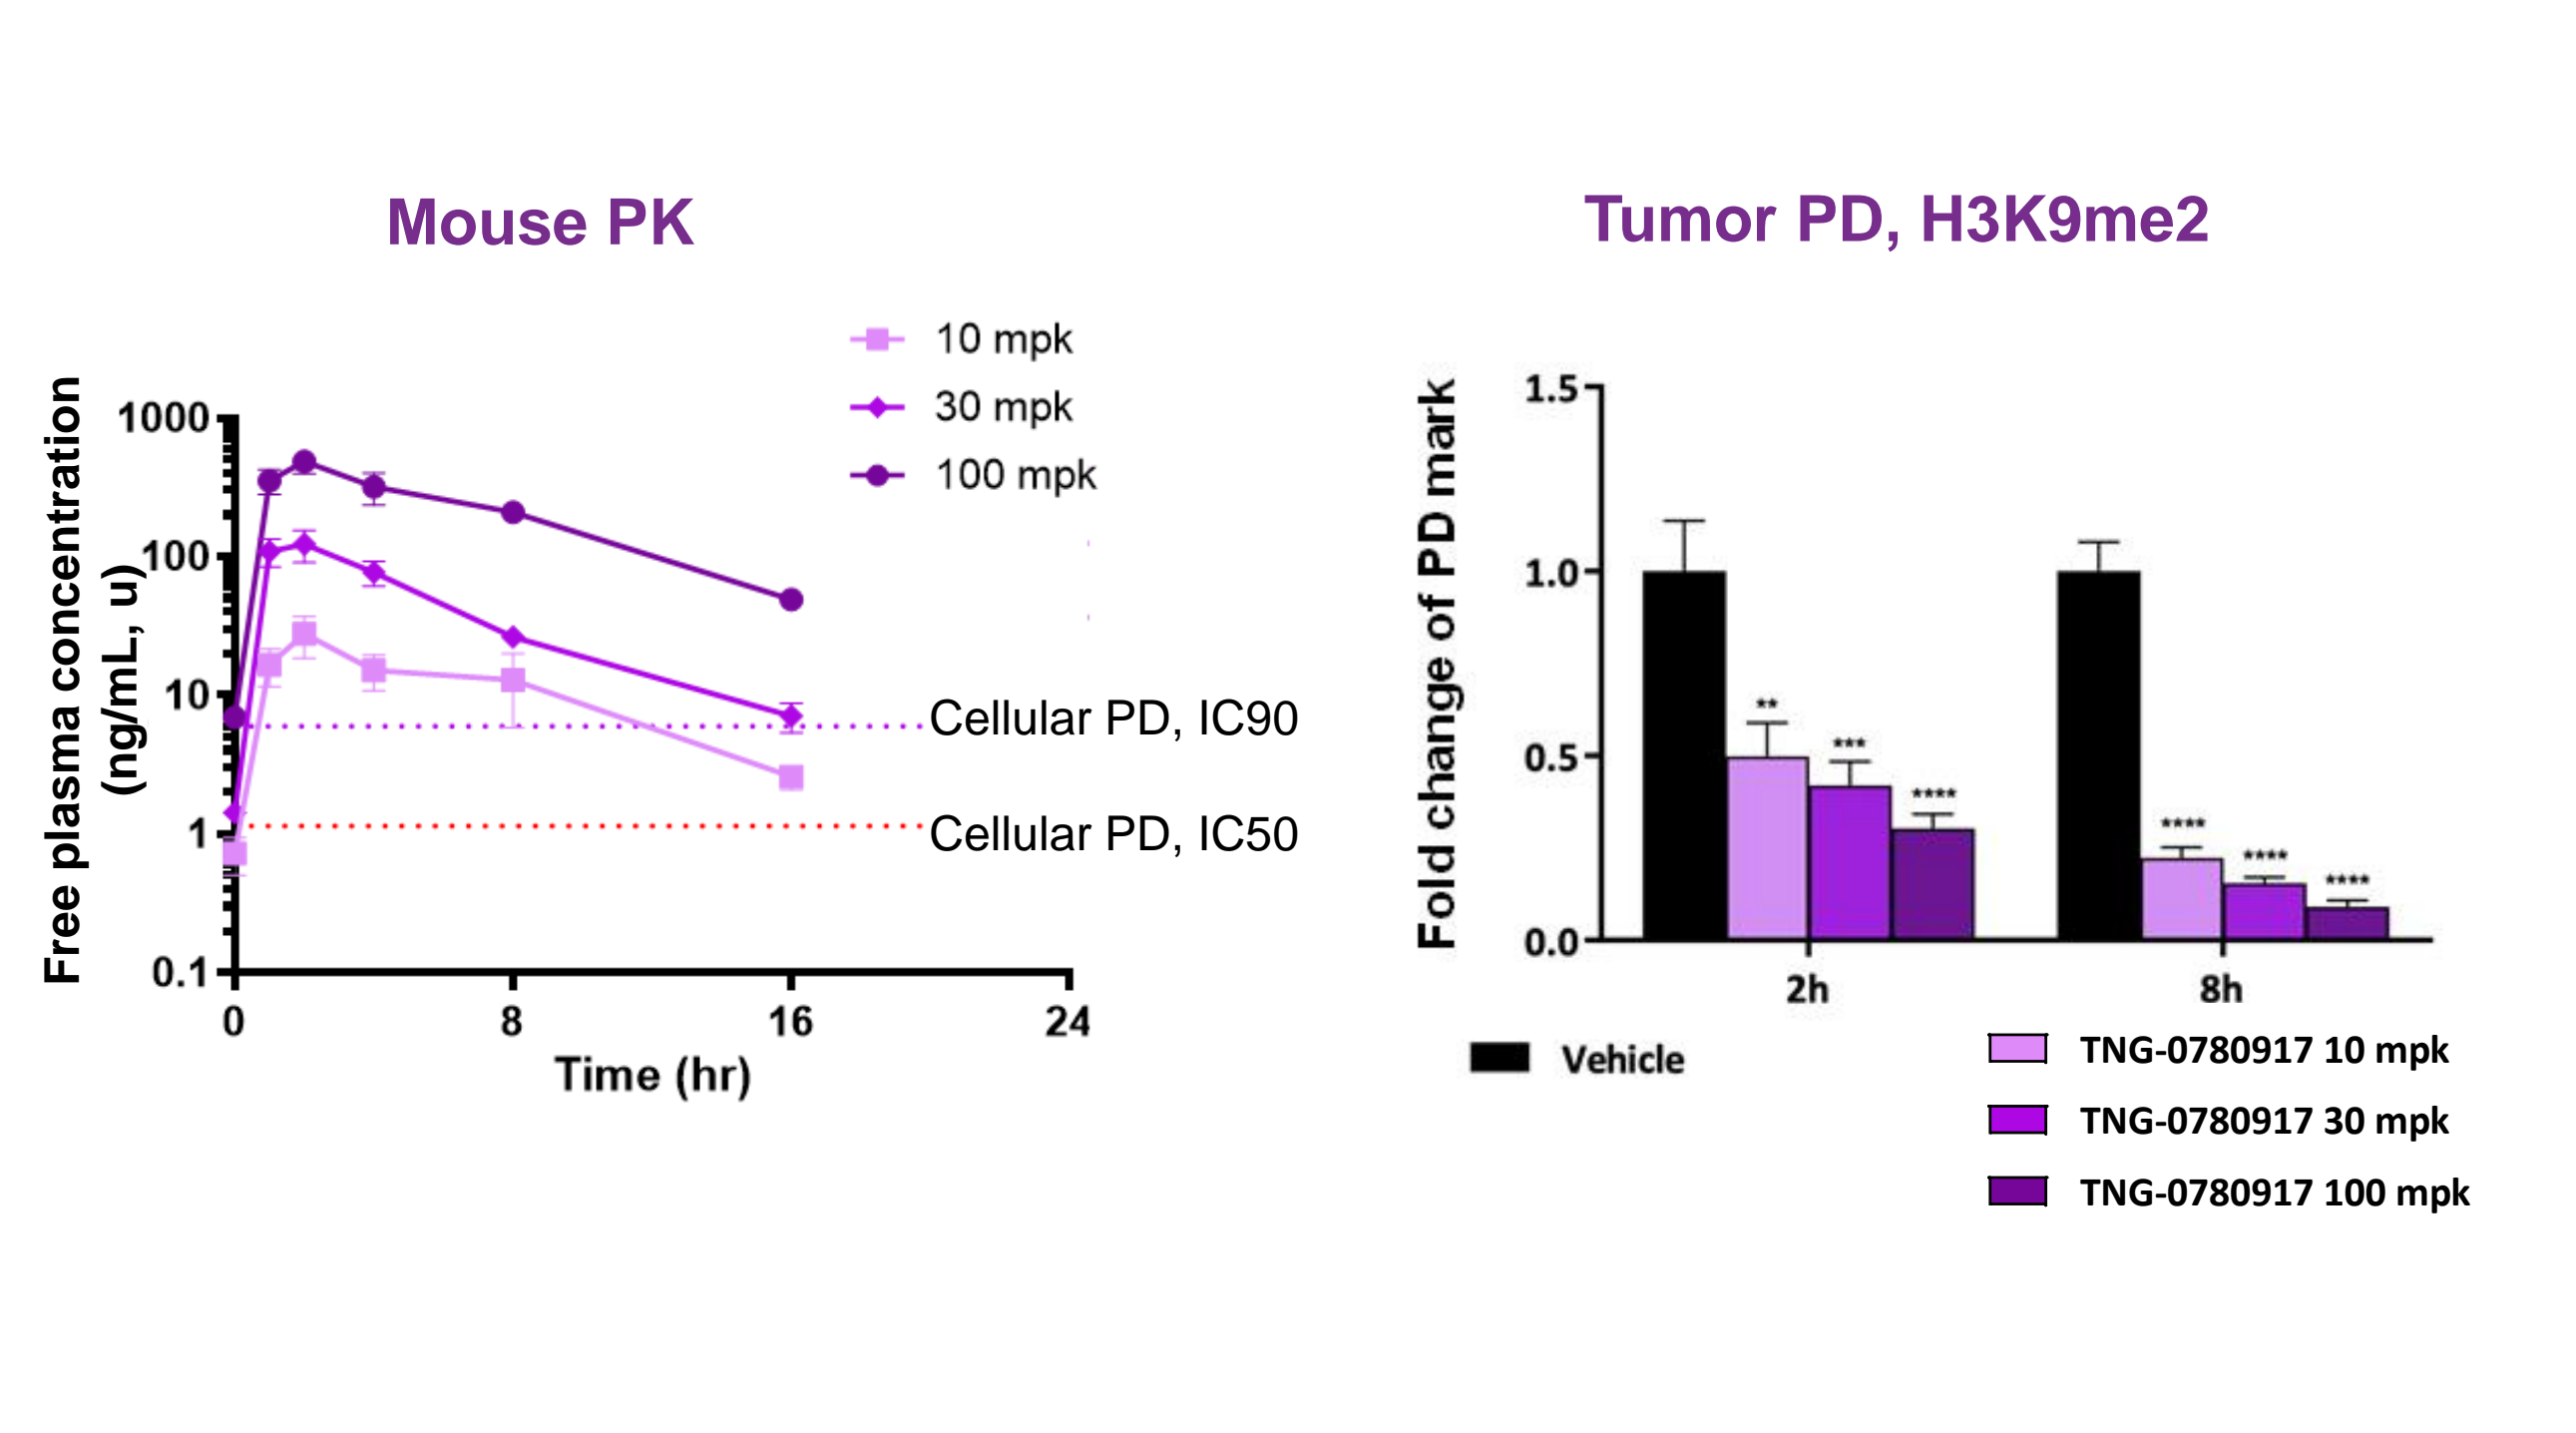 Mouse PK
Free plasma concentration
(ng/mL, u)
10 mpk
30 mpk
100 mpk
1000
100
10
1
0.1
Cellular PD, IC90
Cellular PD, IC50
0 8 16 24
Time (hr)
Tumor PD, H3K9me2
Fold change of PD mark
1.5
1.0
0.5
0.0
**
***
****
****
****
****
2h 8h
Vehicle
TNG-0780917 10 mpk
TNG-0780917 30 mpk
TNG-0780917 100 mpk